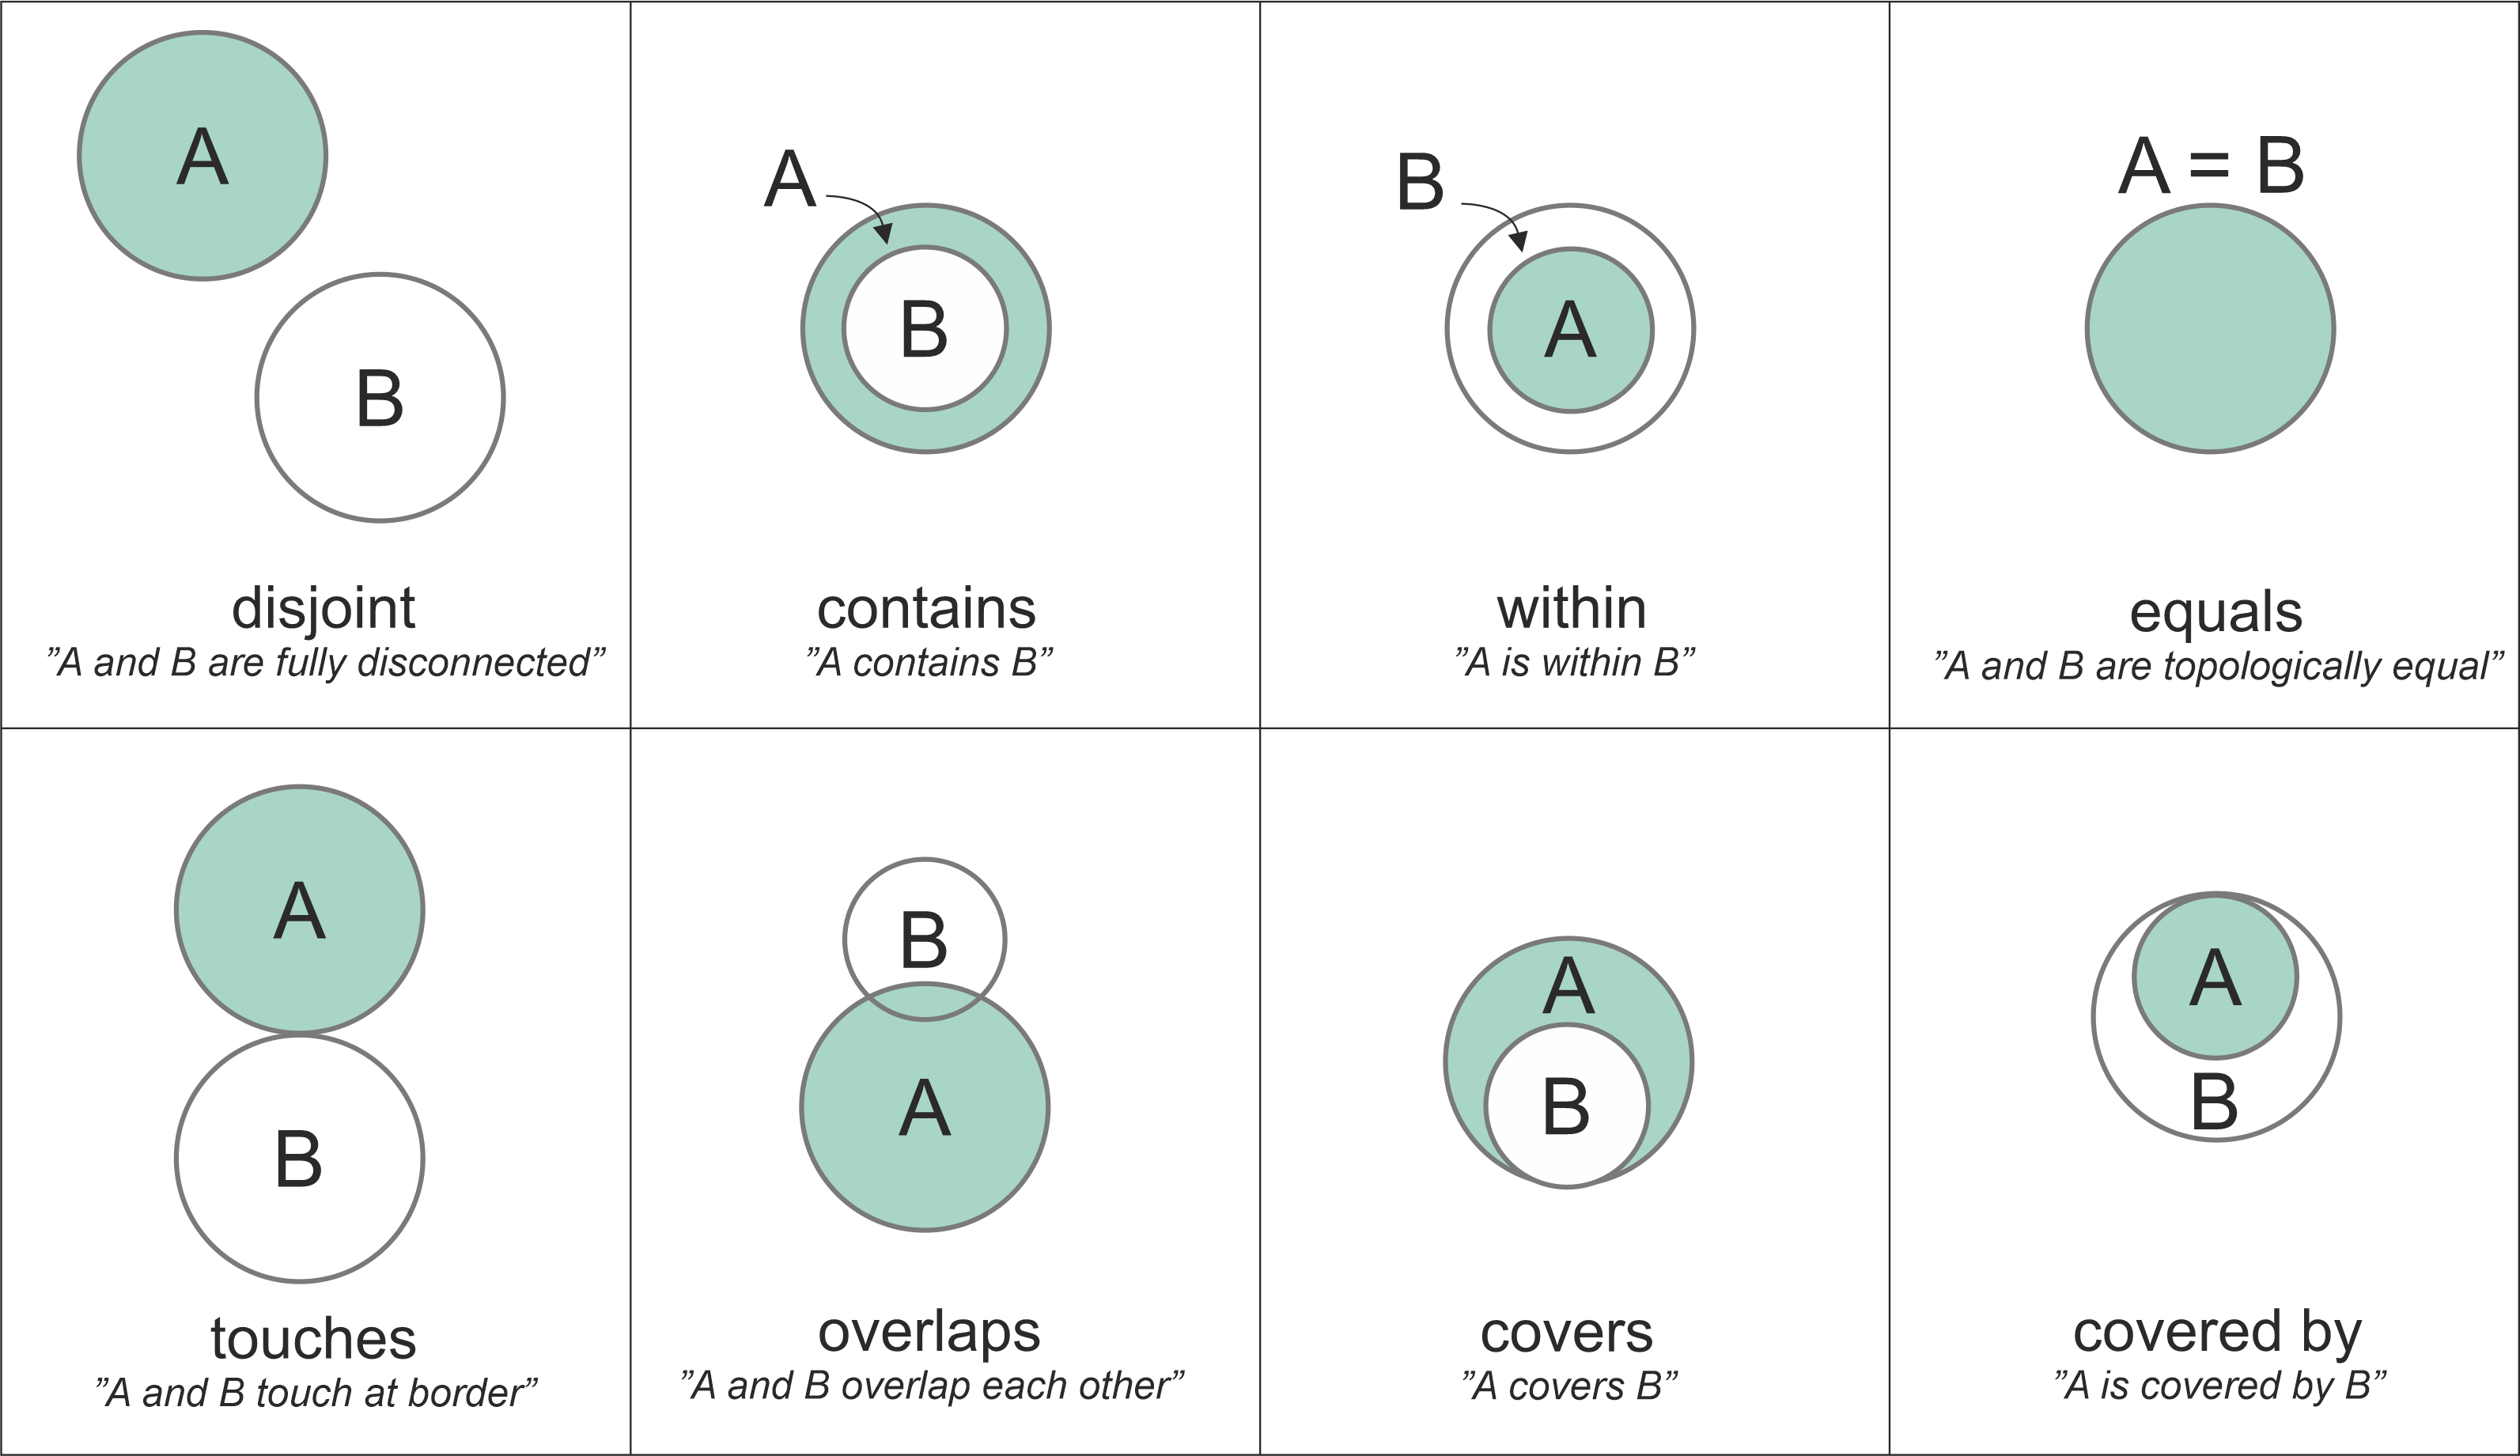 A
B
disjoint
”A and B are fully disconnected”
A
B
contains
”A contains B”
B
A
within
”A is within B”
A = B
equals
”A and B are topologically equal”
A
B
touches
”A and B touch at border”
B
A
overlaps
”A and B overlap each other”
A
B
covers
”A covers B”
A
B
covered by
”A is covered by B”